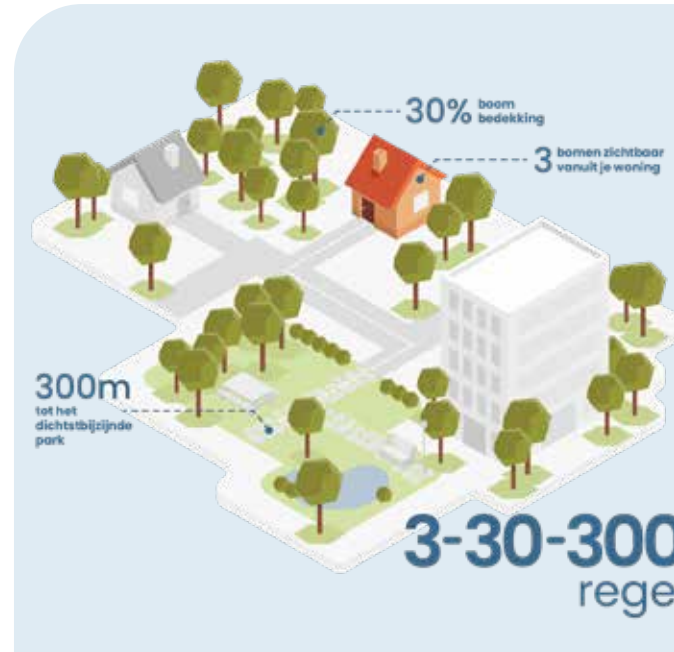 30% boom
bedekking
3 bomen zichtbaar
vanuit je woning
300m
tot het
dichtstbijzijnde
park
3-30-300
rege